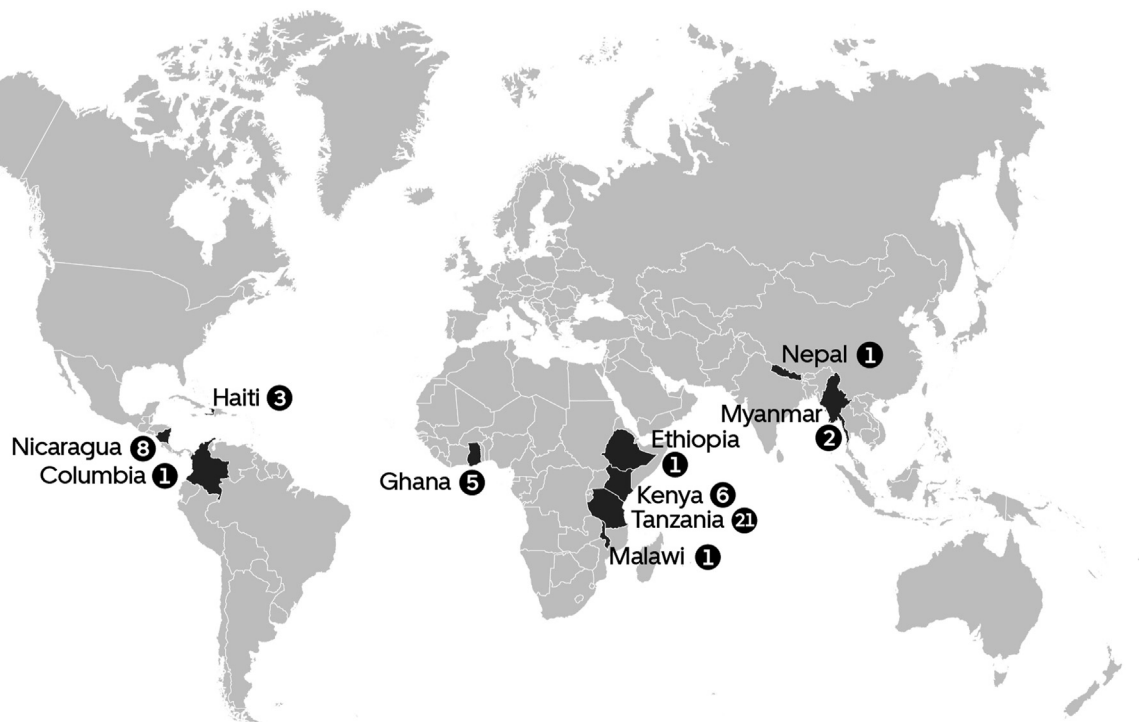 Nepal 1
Haiti 3
Myanmar
2
Nicaragua 8
Ethiopia
1
Columbia 1
Ghana 5
Kenya 6
Tanzania 21
Malawi 1